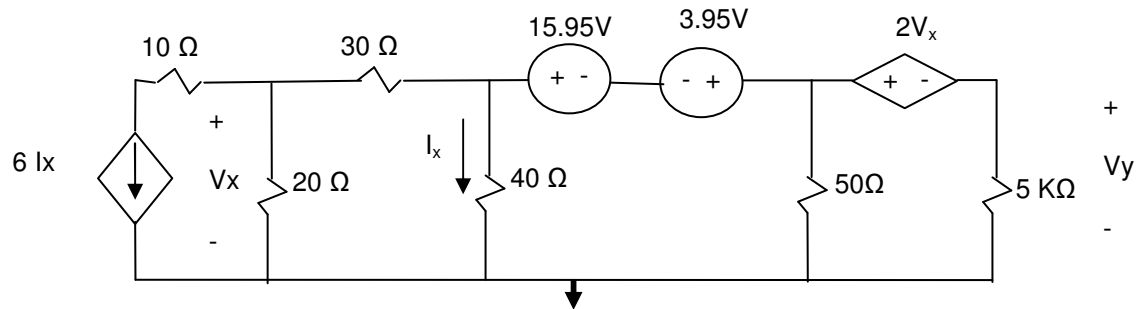 15.95V
3.95V
2Vₓ
10 Ω
30 Ω
+ -
- +
+ -
+
+
6 Ix
Vx
20 Ω
Iₓ
40 Ω
50Ω
5 KΩ
Vy
-
-